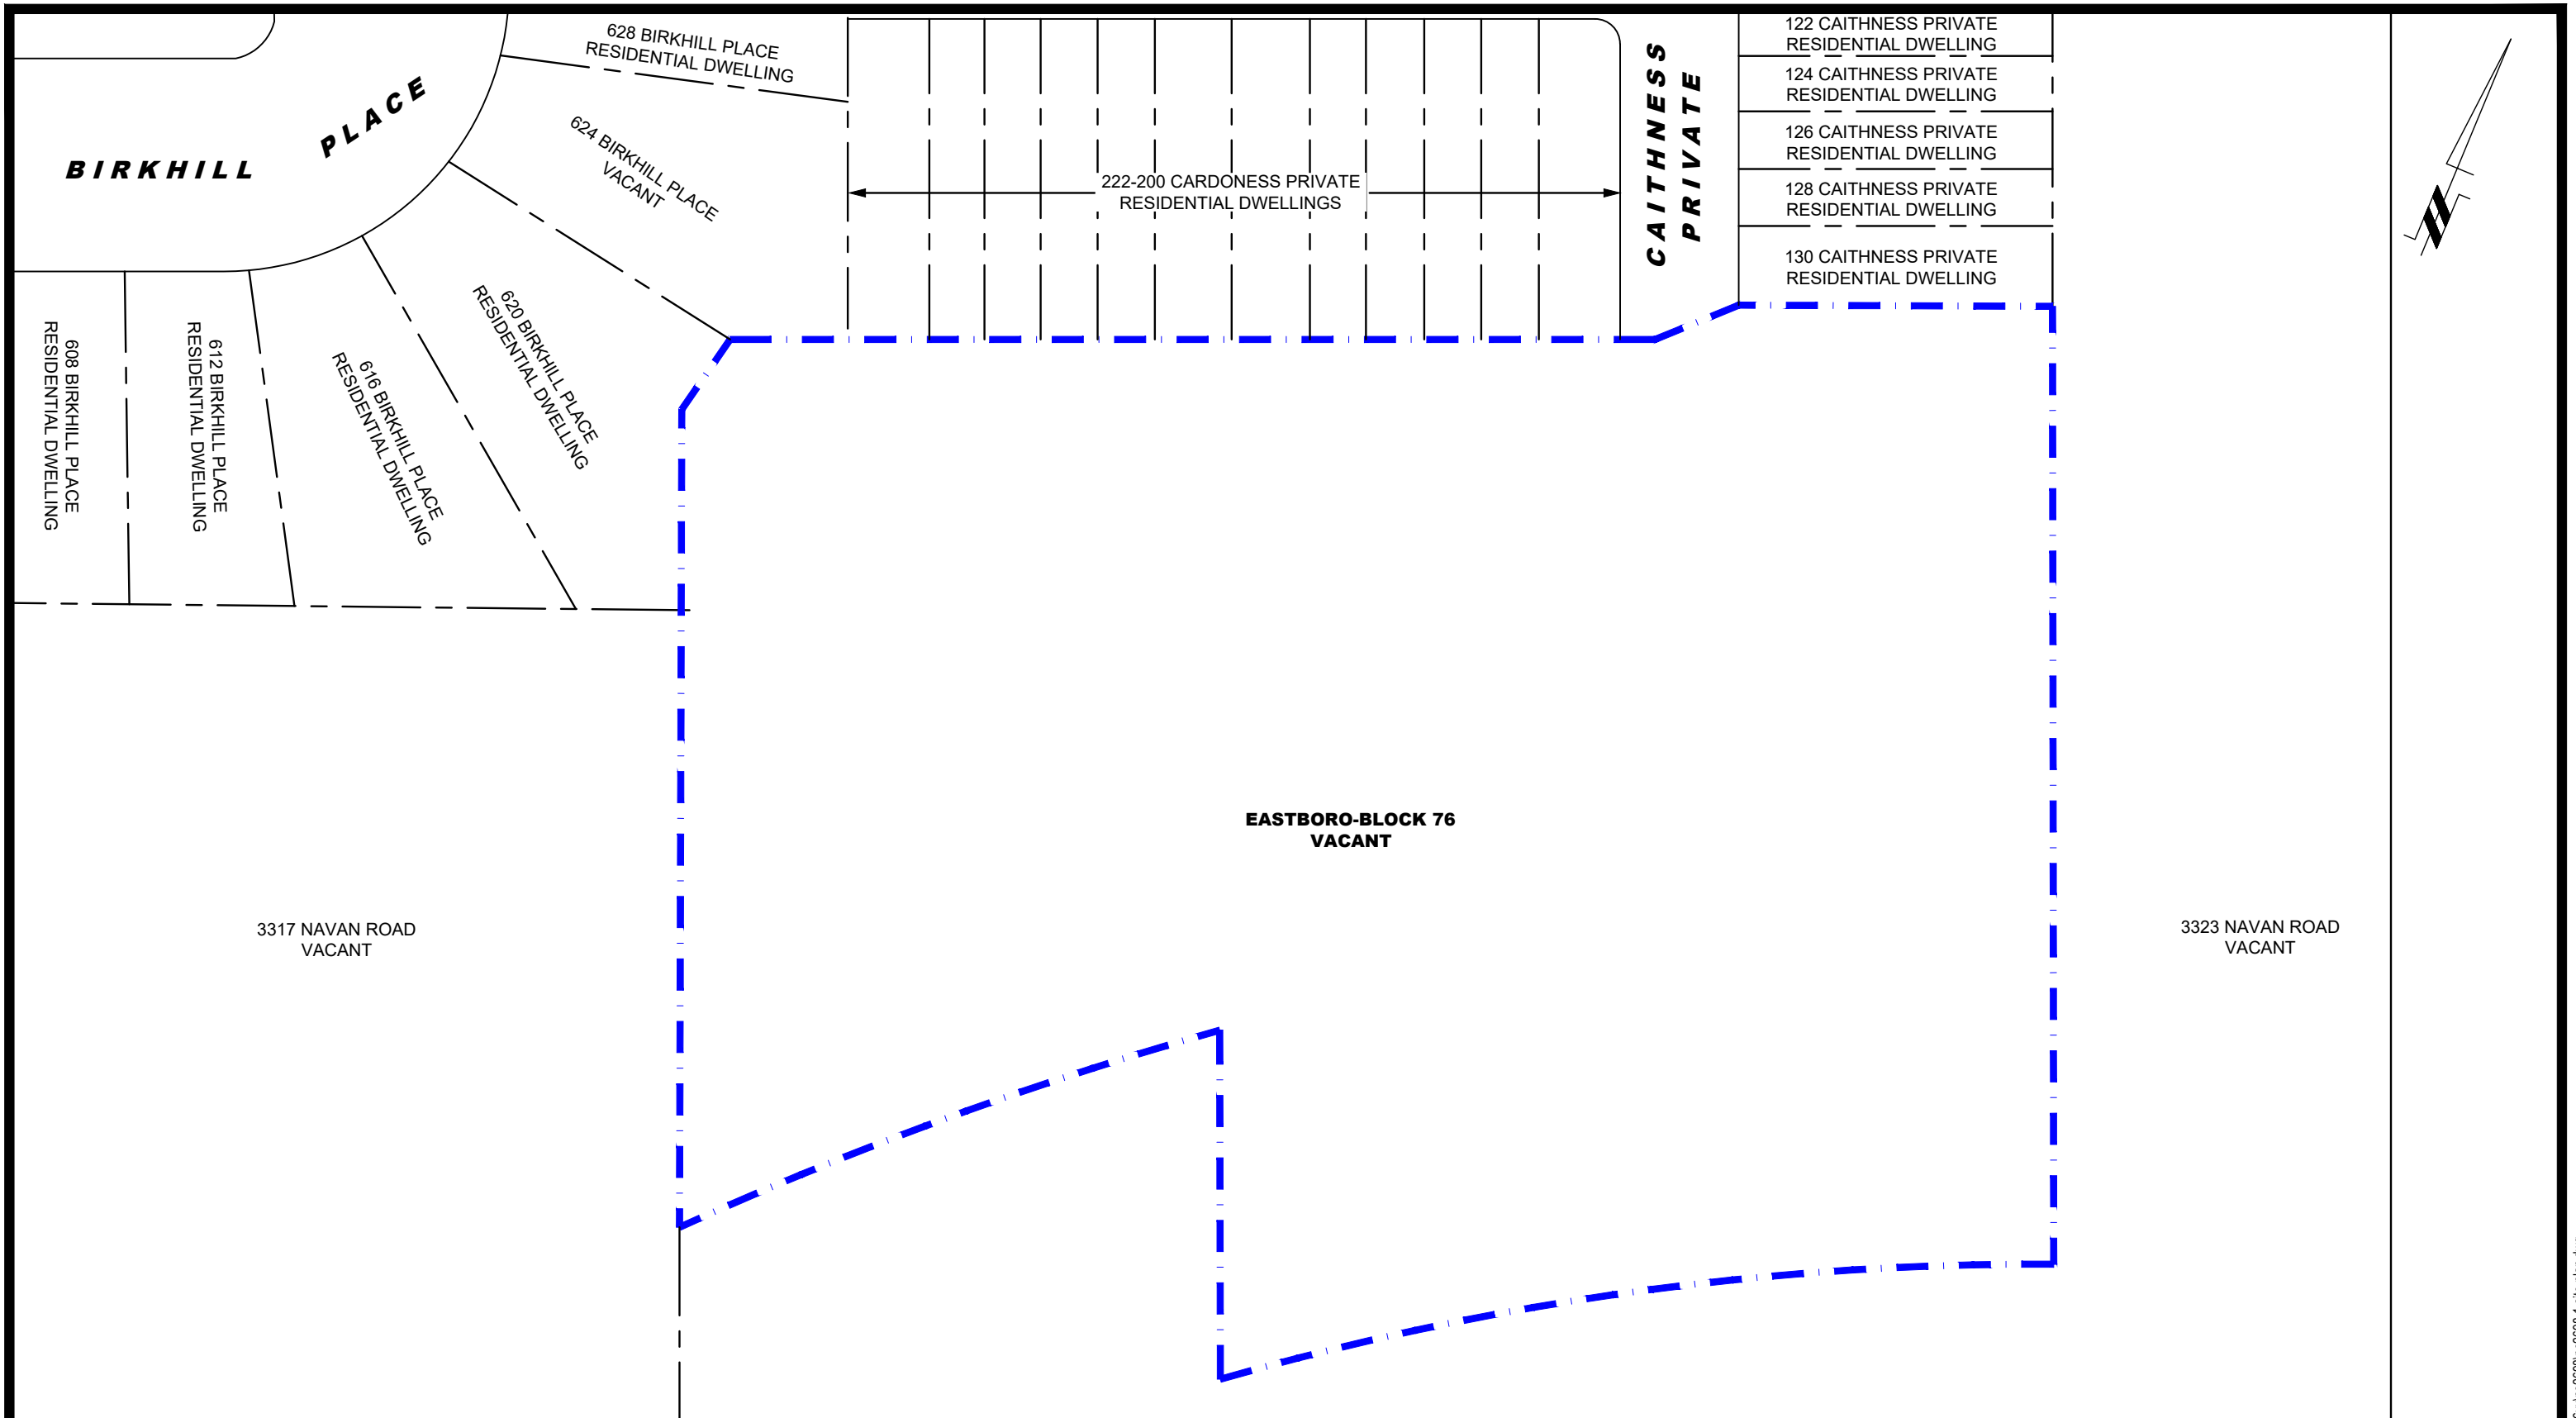 628 BIRKHILL PLACE
RESIDENTIAL DWELLING
624 BIRKHILL PLACE
VACANT
BIRKHILL PLACE
620 BIRKHILL PLACE
RESIDENTIAL DWELLING
616 BIRKHILL PLACE
RESIDENTIAL DWELLING
612 BIRKHILL PLACE
RESIDENTIAL DWELLING
608 BIRKHILL PLACE
RESIDENTIAL DWELLING
222-200 CARDONESS PRIVATE
RESIDENTIAL DWELLINGS
CAITHNESS
PRIVATE
122 CAITHNESS PRIVATE
RESIDENTIAL DWELLING
124 CAITHNESS PRIVATE
RESIDENTIAL DWELLING
126 CAITHNESS PRIVATE
RESIDENTIAL DWELLING
128 CAITHNESS PRIVATE
RESIDENTIAL DWELLING
130 CAITHNESS PRIVATE
RESIDENTIAL DWELLING
EASTBORO-BLOCK 76
VACANT
3317 NAVAN ROAD
VACANT
3323 NAVAN ROAD
VACANT